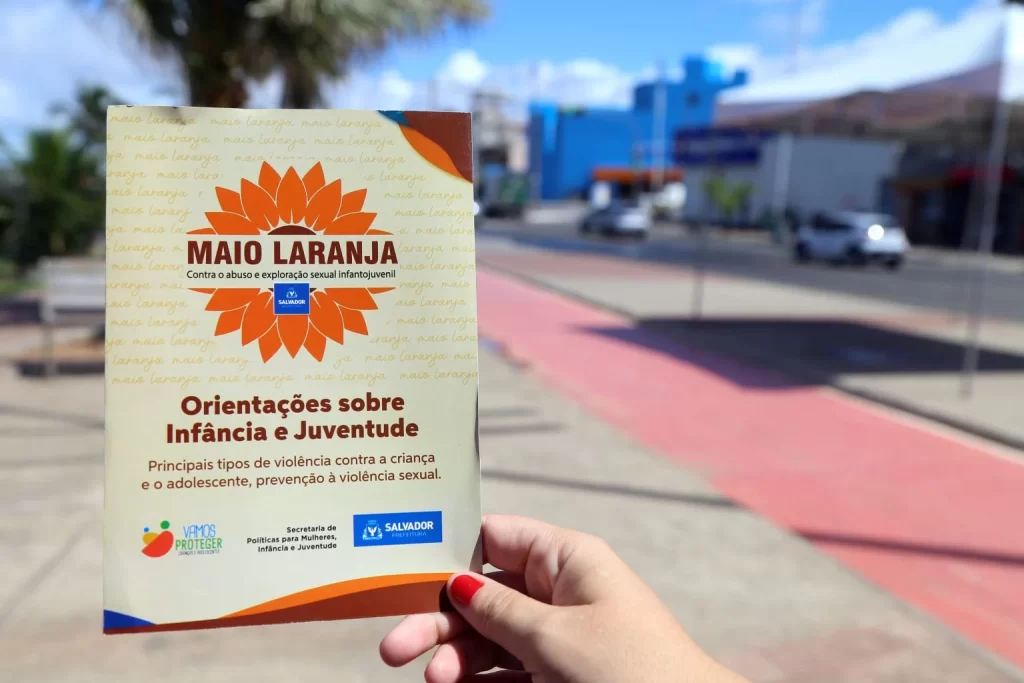 MAIO LARANJA
Contra o abuso e exploração sexual infantojuvenil
SALVADOR
Orientações sobre
Infância e Juventude
Principais tipos de violência contra a criança
e o adolescente, prevenção à violência sexual.
VAMOS
PROTEGER
Secretaria de
Políticas para Mulheres,
Infância e Juventude
SALVADOR
PREFEITURA